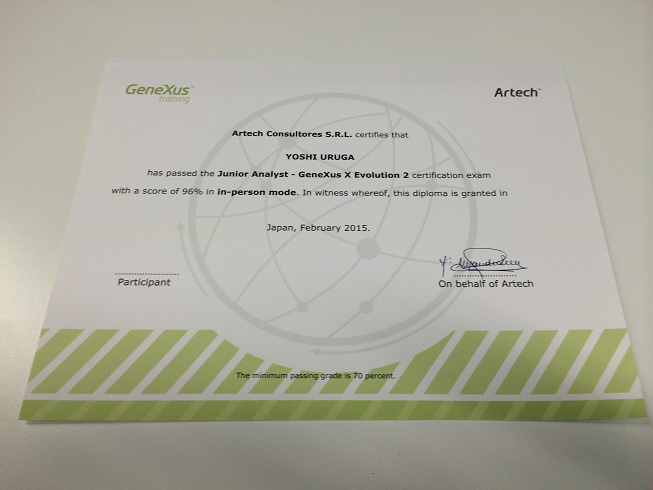 GeneXus™
training
Artech™
Artech Consultores S.R.L. certifies that
YOSHI URUGA
has passed the Junior Analyst - GeneXus X Evolution 2 certification exam
with a score of 96% in in-person mode. In witness whereof, this diploma is granted in
Japan, February 2015.
Participant
On behalf of Artech
The minimum passing grade is 70 percent.